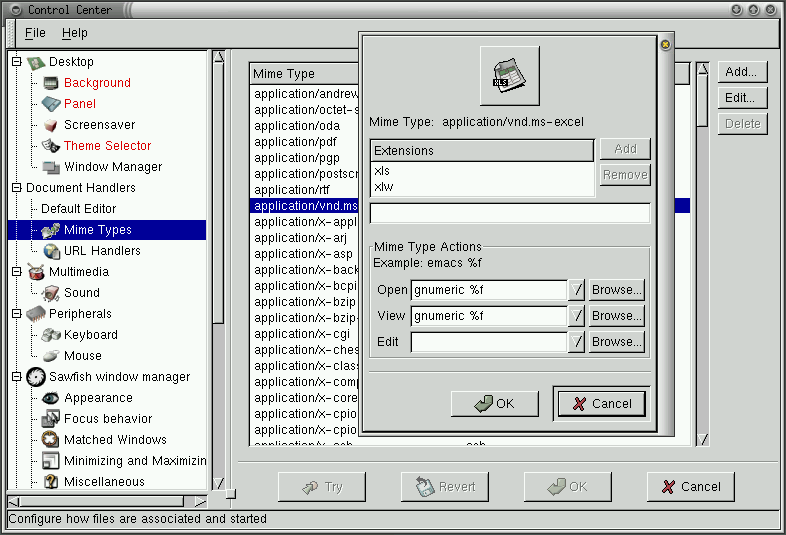 Control Center
File Help
Desktop
Background
Panel
Screensaver
Theme Selector
Window Manager
Document Handlers
Default Editor
Mime Types
URL Handlers
Multimedia
Sound
Peripherals
Keyboard
Mouse
Sawfish window manager
Appearance
Focus behavior
Matched Windows
Minimizing and Maximizin
Miscellaneous
Mime Type
application/andrew
application/octet-s
application/oda
application/pdf
application/pgp
application/postscr
application/rtf
application/vnd.ms
application/x-appl
application/x-arj
application/x-asp
application/x-back
application/x-bcpi
application/x-bzip
application/x-bzip
application/x-cgi
application/x-ches
application/x-class
application/x-comp
application/x-core
application/x-cpio
application/x-cpio
application/x-csh csh
Add...
Edit...
Delete
XLS
Mime Type: application/vnd.ms-excel
Extensions
xls
xlw
Add
Remove
Mime Type Actions
Example: emacs %f
Open gnumeric %f Browse...
View gnumeric %f Browse...
Edit Browse...
OK Cancel
Try Revert OK Cancel
Configure how files are associated and started